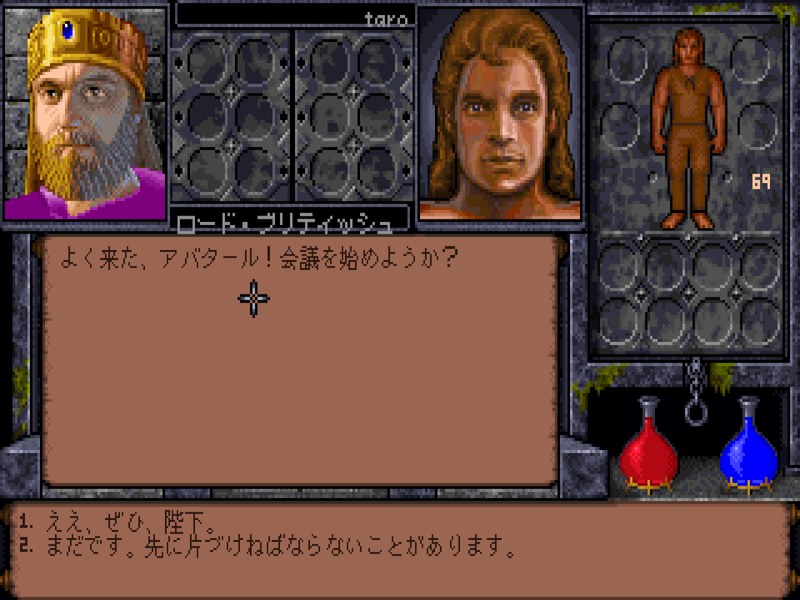 taro
ロード・ブリティッシュ
69
よく来た、アバタール！会議を始めようか？
1. ええ、ぜひ、陛下。
2. まだです。先に片づけねばならないことがあります。